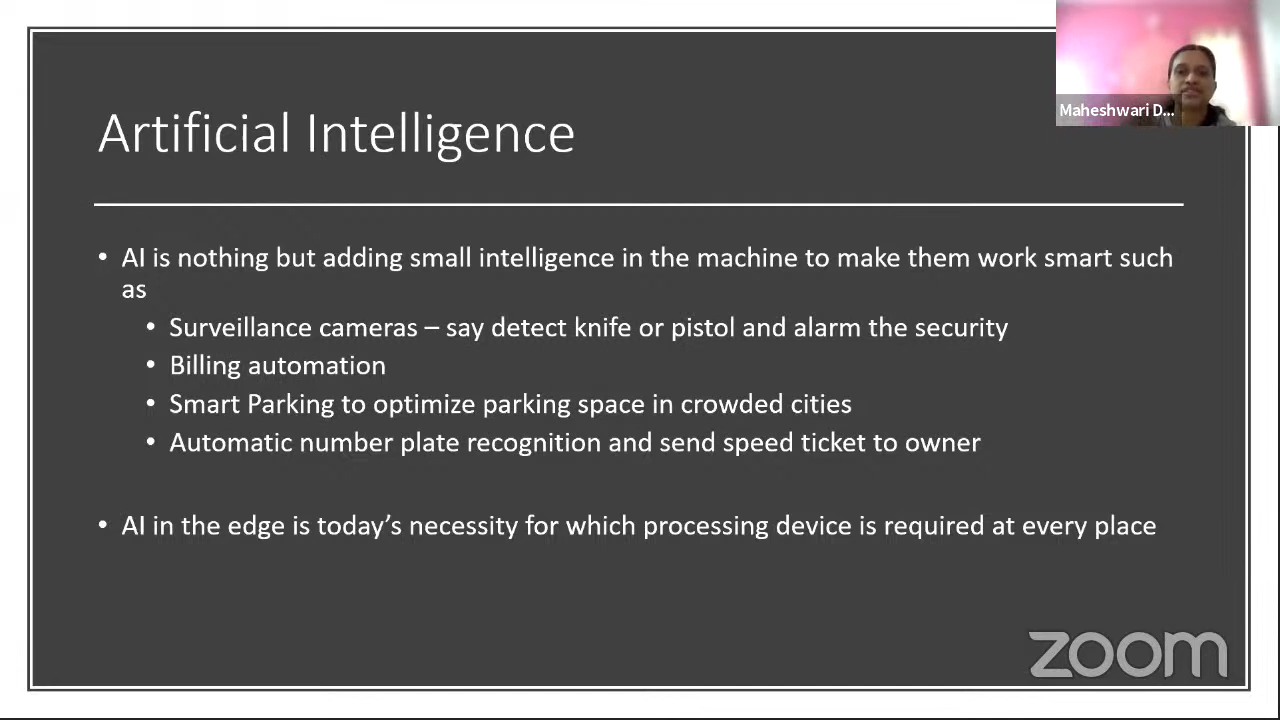 Artificial Intelligence
Maheshwari D...
• AI is nothing but adding small intelligence in the machine to make them work smart such
as
• Surveillance cameras – say detect knife or pistol and alarm the security
• Billing automation
• Smart Parking to optimize parking space in crowded cities
• Automatic number plate recognition and send speed ticket to owner
• AI in the edge is today’s necessity for which processing device is required at every place
zoom